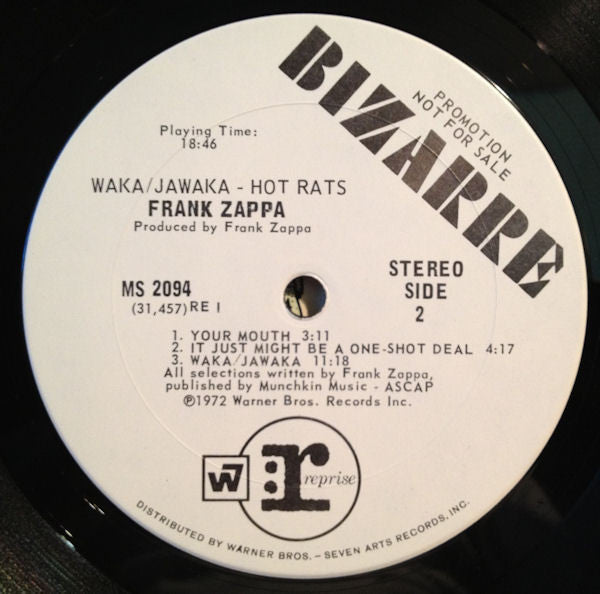 BIZARRE
PROMOTION
NOT FOR SALE
Playing Time:
18:46
WAKA/JAWAKA - HOT RATS
FRANK ZAPPA
Produced by Frank Zappa
MS 2094
(31,457) RE 1
STEREO
SIDE
2
1. YOUR MOUTH 3:11
2. IT JUST MIGHT BE A ONE-SHOT DEAL 4:17
3. WAKA/JAWAKA 11:18
All selections written by Frank Zappa,
published by Munchkin Music - ASCAP
℗1972 Warner Bros. Records Inc.
W7
r: reprise
DISTRIBUTED BY WARNER BROS. – SEVEN ARTS RECORDS, INC.